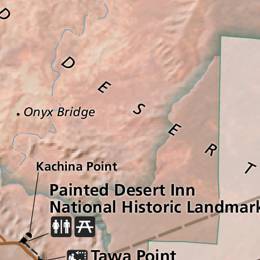 D E S E R T
Onyx Bridge
Kachina Point
Painted Desert Inn
National Historic Landmark
Tawa Point